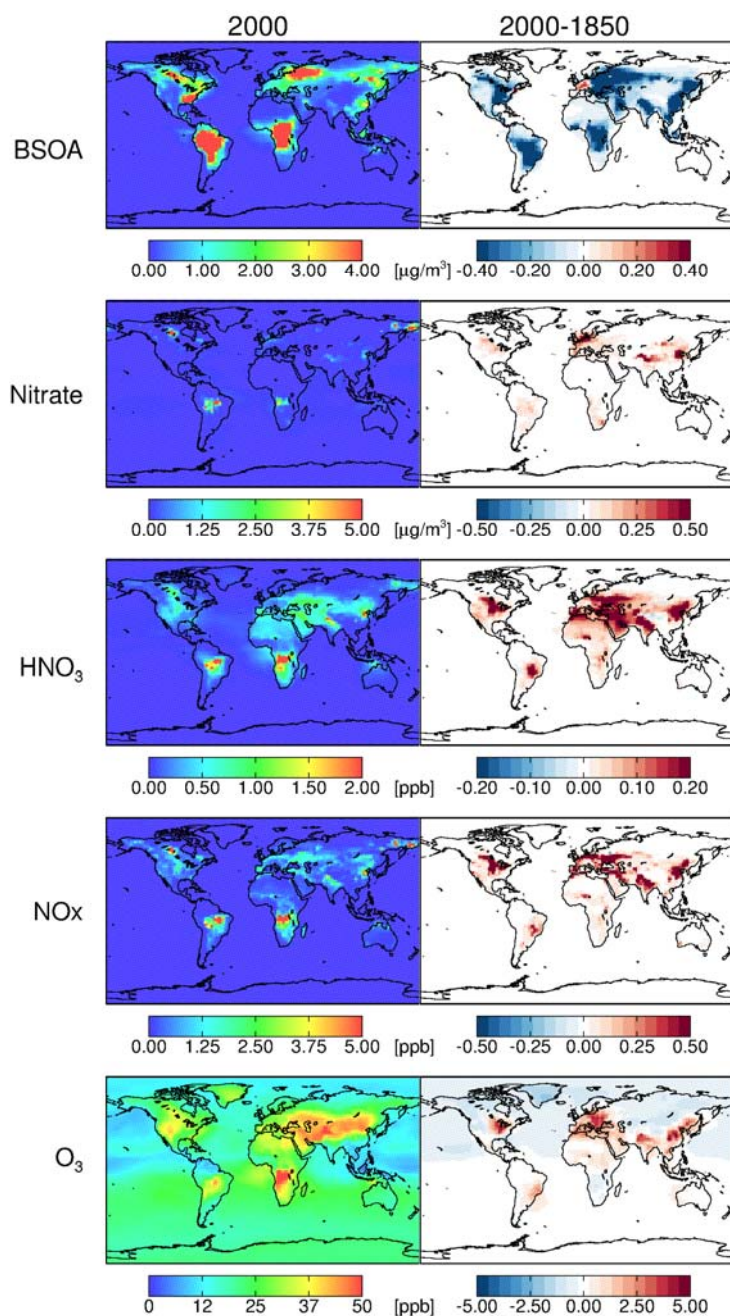 2000 2000-1850
BSOA
0.00 1.00 2.00 3.00 4.00 [µg/m³] -0.40 -0.20 0.00 0.20 0.40
Nitrate
0.00 1.25 2.50 3.75 5.00 [µg/m³] -0.50 -0.25 0.00 0.25 0.50
HNO₃
0.00 0.50 1.00 1.50 2.00 [ppb] -0.20 -0.10 0.00 0.10 0.20
NOx
0.00 1.25 2.50 3.75 5.00 [ppb] -0.50 -0.25 0.00 0.25 0.50
O₃
0 12 25 37 50 [ppb] -5.00 -2.50 0.00 2.50 5.00